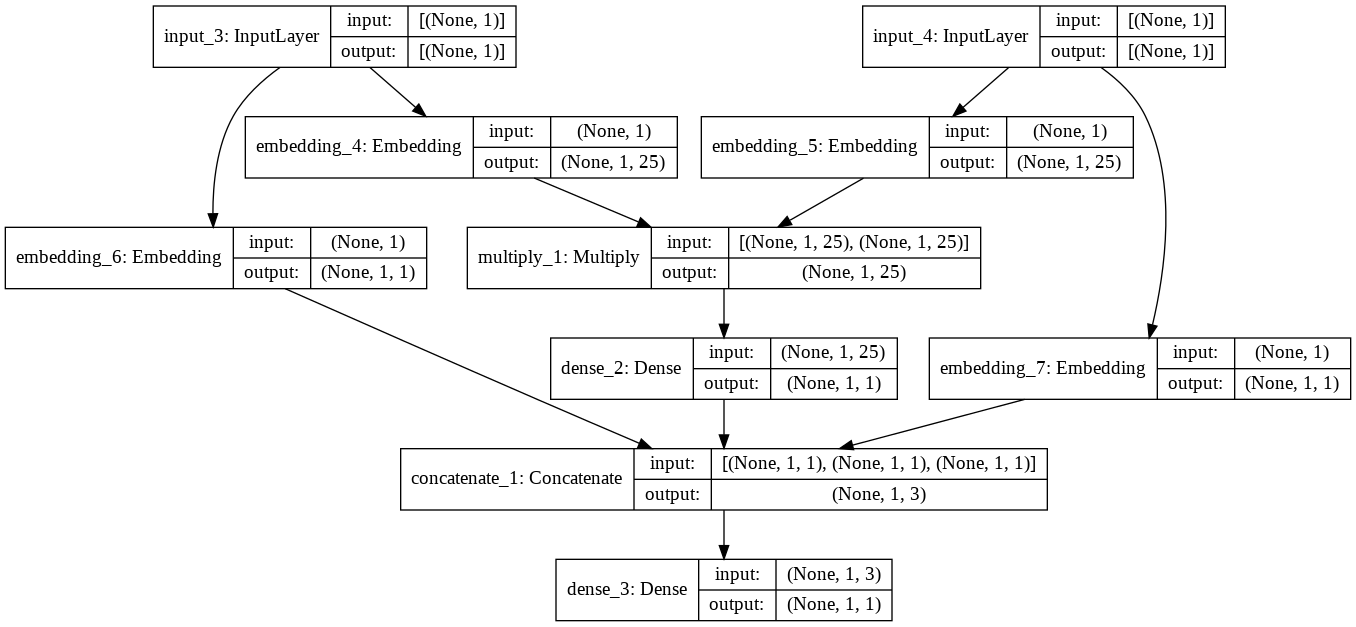 input_3: InputLayer input: [(None, 1)]
output: [(None, 1)]
input_4: InputLayer input: [(None, 1)]
output: [(None, 1)]
embedding_4: Embedding input: (None, 1)
output: (None, 1, 25)
embedding_5: Embedding input: (None, 1)
output: (None, 1, 25)
embedding_6: Embedding input: (None, 1)
output: (None, 1, 1)
multiply_1: Multiply input: [(None, 1, 25), (None, 1, 25)]
output: (None, 1, 25)
dense_2: Dense input: (None, 1, 25)
output: (None, 1, 1)
embedding_7: Embedding input: (None, 1)
output: (None, 1, 1)
concatenate_1: Concatenate input: [(None, 1, 1), (None, 1, 1), (None, 1, 1)]
output: (None, 1, 3)
dense_3: Dense input: (None, 1, 3)
output: (None, 1, 1)